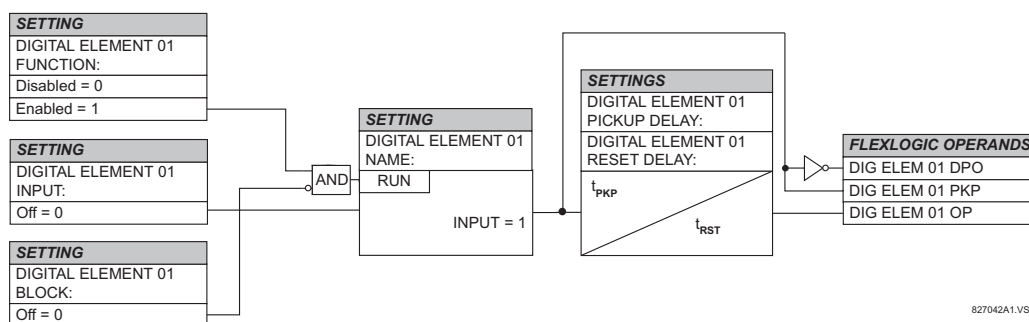 SETTING
DIGITAL ELEMENT 01
FUNCTION:
Disabled = 0
Enabled = 1
SETTING
DIGITAL ELEMENT 01
INPUT:
Off = 0
SETTING
DIGITAL ELEMENT 01
BLOCK:
Off = 0
AND
SETTING
DIGITAL ELEMENT 01
NAME:
RUN
INPUT = 1
SETTINGS
DIGITAL ELEMENT 01
PICKUP DELAY:
DIGITAL ELEMENT 01
RESET DELAY:
tPKP
tRST
FLEXLOGIC OPERANDS
DIG ELEM 01 DPO
DIG ELEM 01 PKP
DIG ELEM 01 OP
827042A1.VS